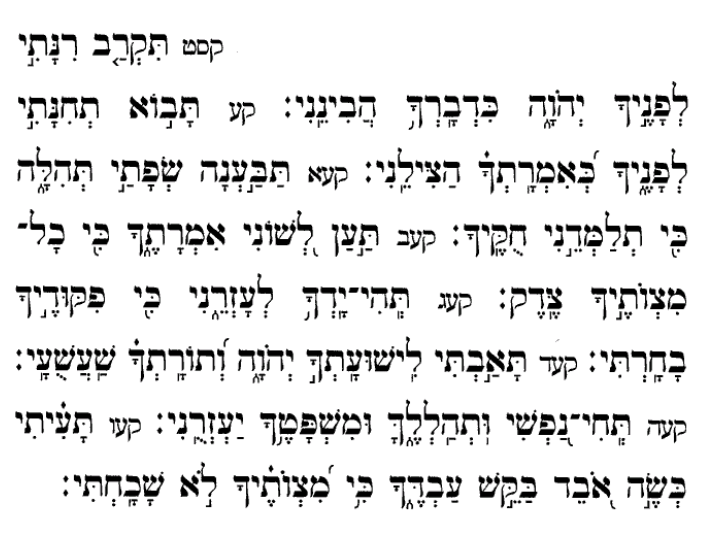 קסט תִּקְרַ֤ב רִנָּתִ֣י
לְפָנֶ֣יךָ יְהֹוָ֑ה כִּדְבָרְךָ֥ הֲבִינֵֽנִי׃ קע תָּב֣וֹא תְּחִנָּתִ֣י
לְפָנֶ֑יךָ כְּ֝אִמְרָתְךָ֗ הַצִּילֵֽנִי׃ קעא תַּבַּ֣עְנָה שְׂפָתַ֣י תְּהִלָּ֑ה
כִּ֖י תְלַמְּדֵ֣נִי חֻקֶּֽיךָ׃ קעב תַּ֣עַן לְ֭שׁוֹנִי אִמְרָתֶ֑ךָ כִּ֖י כׇל־
מִצְוֺתֶ֣יךָ צֶּֽדֶק׃ קעג תְּהִֽי־יָדְךָ֥ לְעׇזְרֵ֑נִי כִּ֖י פִקּוּדֶ֣יךָ
בָחָֽרְתִּי׃ קעד תָּאַ֣בְתִּי לִֽישׁוּעָתְךָ֣ יְהֹוָ֑ה וְ֝תוֹרָתְךָ֗ שַׁעֲשֻׁעָֽי׃
קעה תְּֽחִי־נַ֭פְשִׁי וּֽתְהַלְלֶ֑ךָּ וּֽמִשְׁפָּטֶ֥ךָ יַעְזְרֻֽנִי׃ קעו תָּעִ֗יתִי
כְּשֶׂ֣ה אֹ֭בֵד בַּקֵּ֣שׁ עַבְדֶּ֑ךָ כִּ֥י מִ֝צְוֺתֶ֗יךָ לֹ֣א שָׁכָֽחְתִּי׃